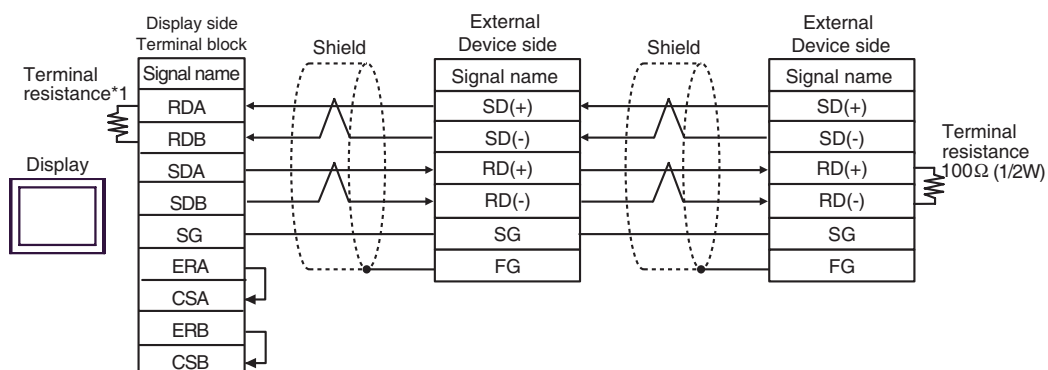 Display side
Terminal block
Shield
External
Device side
Shield
External
Device side
Terminal
resistance*1
Signal name
RDA
RDB
SDA
SDB
SG
ERA
CSA
ERB
CSB
Display
Signal name
SD(+)
SD(-)
RD(+)
RD(-)
SG
FG
Signal name
SD(+)
SD(-)
RD(+)
RD(-)
SG
FG
Terminal
resistance
100Ω (1/2W)